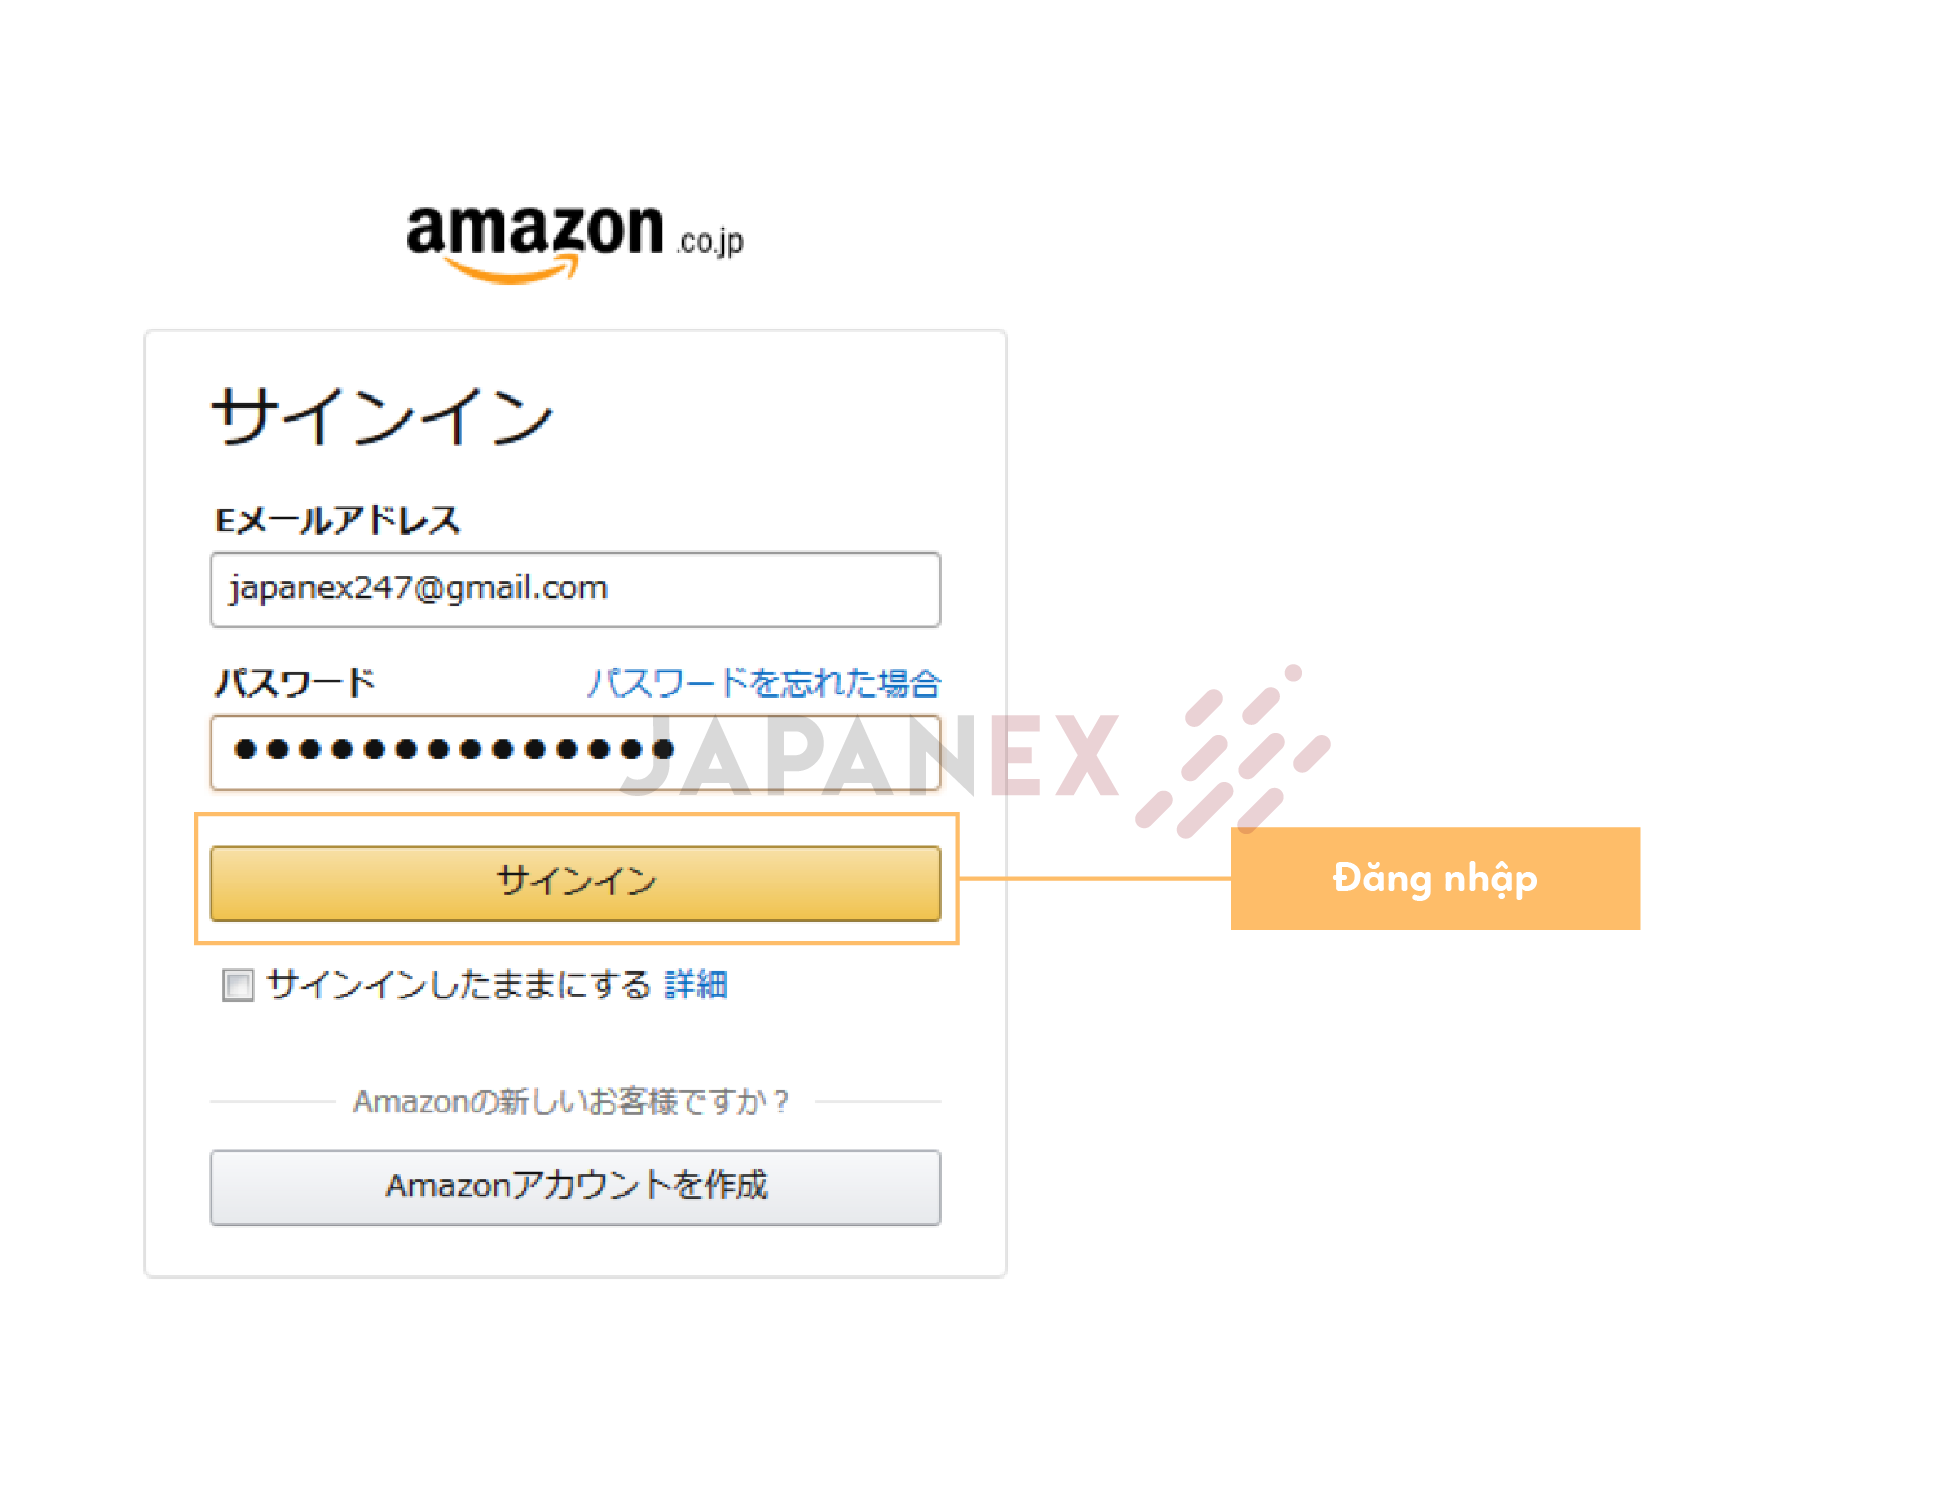 amazon.co.jp
サインイン
Eメールアドレス
japanex247@gmail.com
パスワード パスワードを忘れた場合
●●●●●●●●●●●●●●
JAPANEX
サインイン
Đăng nhập
サインインしたままにする 詳細
Amazonの新しいお客様ですか？
Amazonアカウントを作成